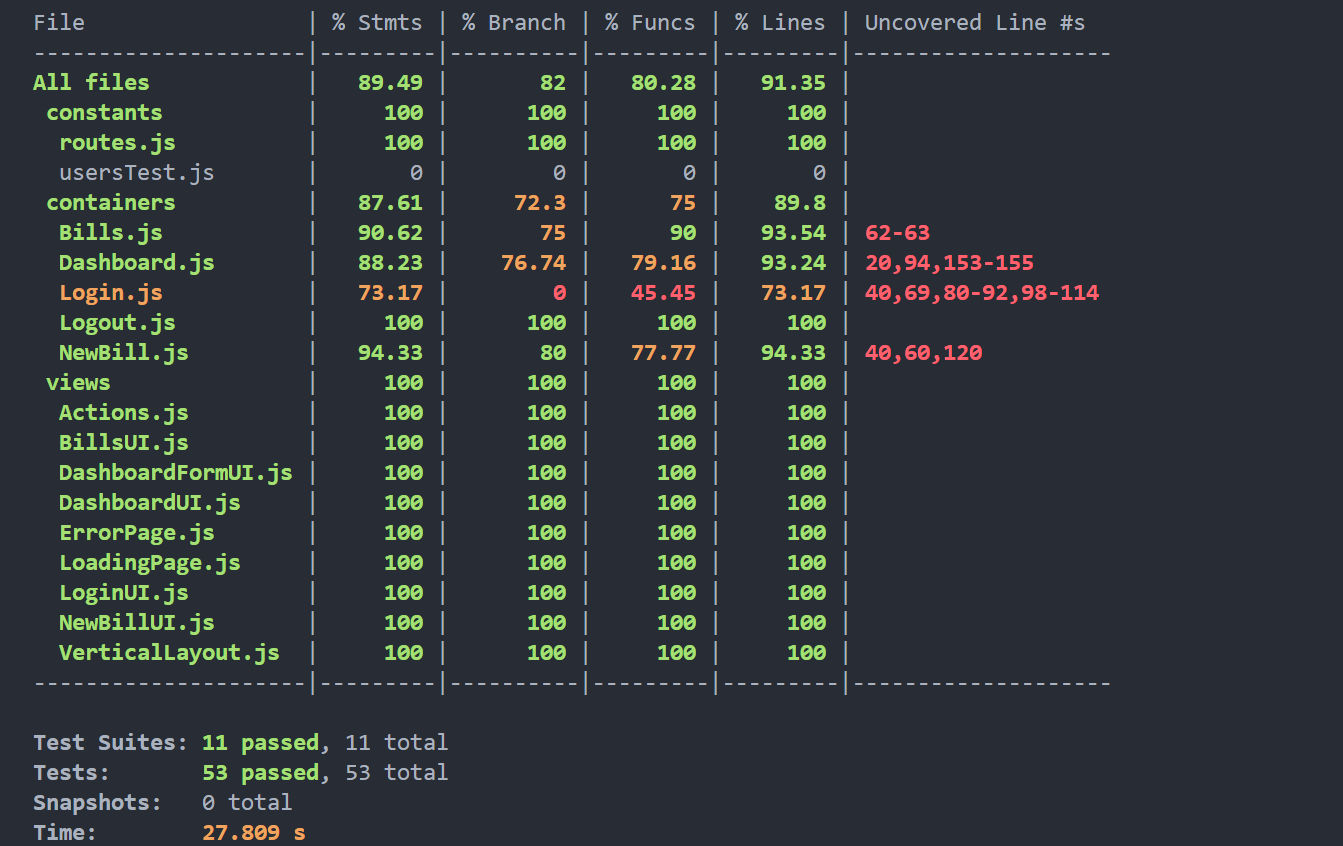 File                 | % Stmts | % Branch | % Funcs | % Lines | Uncovered Line #s
---------------------|---------|----------|---------|---------|--------------------
All files            |   89.49 |       82 |   80.28 |   91.35 |
 constants           |     100 |      100 |     100 |     100 |
  routes.js          |     100 |      100 |     100 |     100 |
  usersTest.js       |       0 |        0 |       0 |       0 |
 containers          |   87.61 |     72.3 |      75 |    89.8 |
  Bills.js           |   90.62 |       75 |      90 |   93.54 | 62-63
  Dashboard.js       |   88.23 |    76.74 |   79.16 |   93.24 | 20,94,153-155
  Login.js           |   73.17 |        0 |   45.45 |   73.17 | 40,69,80-92,98-114
  Logout.js          |     100 |      100 |     100 |     100 |
  NewBill.js         |   94.33 |       80 |   77.77 |   94.33 | 40,60,120
 views               |     100 |      100 |     100 |     100 |
  Actions.js         |     100 |      100 |     100 |     100 |
  BillsUI.js         |     100 |      100 |     100 |     100 |
  DashboardFormUI.js |     100 |      100 |     100 |     100 |
  DashboardUI.js     |     100 |      100 |     100 |     100 |
  ErrorPage.js       |     100 |      100 |     100 |     100 |
  LoadingPage.js     |     100 |      100 |     100 |     100 |
  LoginUI.js         |     100 |      100 |     100 |     100 |
  NewBillUI.js       |     100 |      100 |     100 |     100 |
  VerticalLayout.js  |     100 |      100 |     100 |     100 |
---------------------|---------|----------|---------|---------|--------------------
Test Suites: 11 passed, 11 total
Tests:       53 passed, 53 total
Snapshots:   0 total
Time:        27.809 s